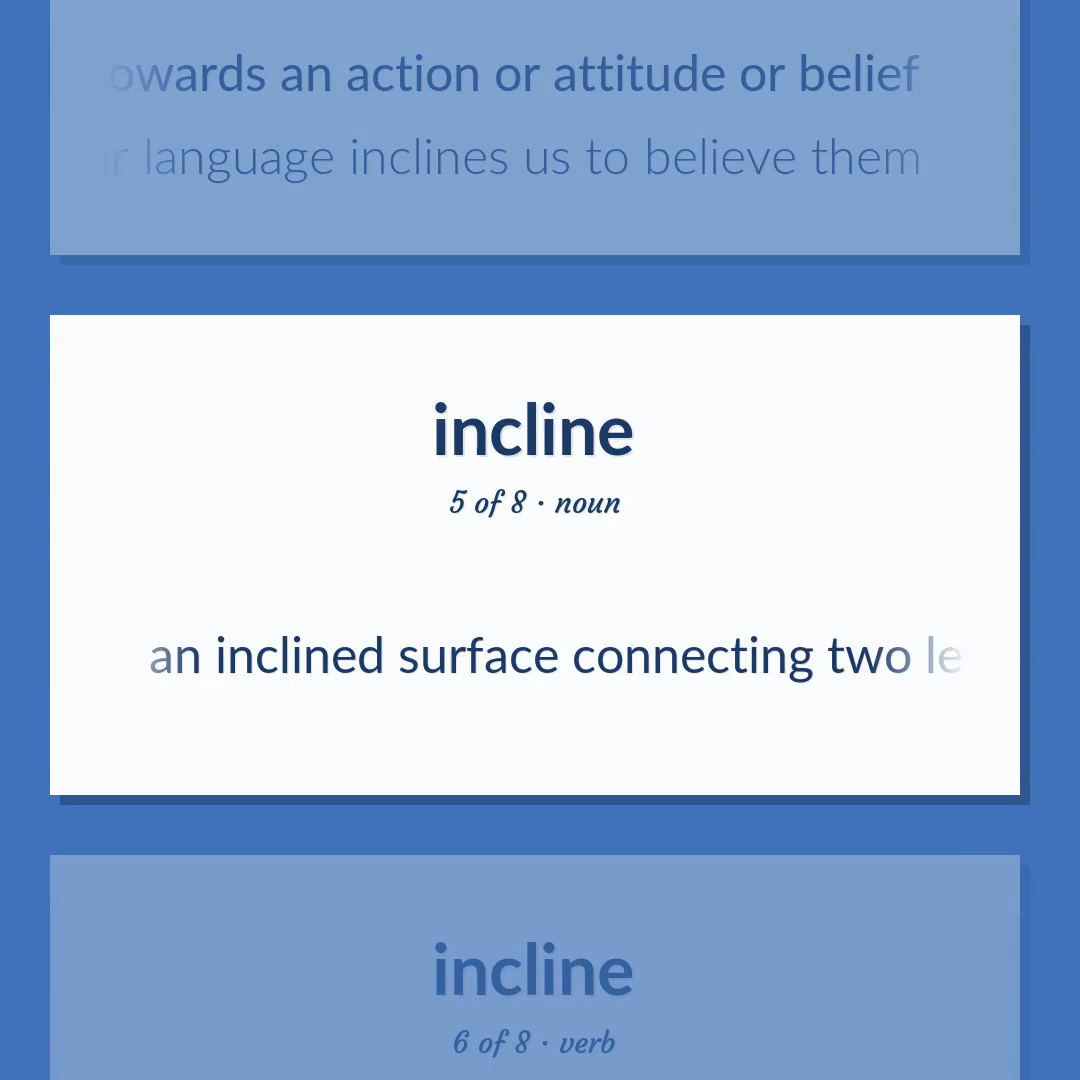 owards an action or attitude or belief
r language inclines us to believe them
incline
5 of 8 · noun
an inclined surface connecting two le
incline
6 of 8 · verb